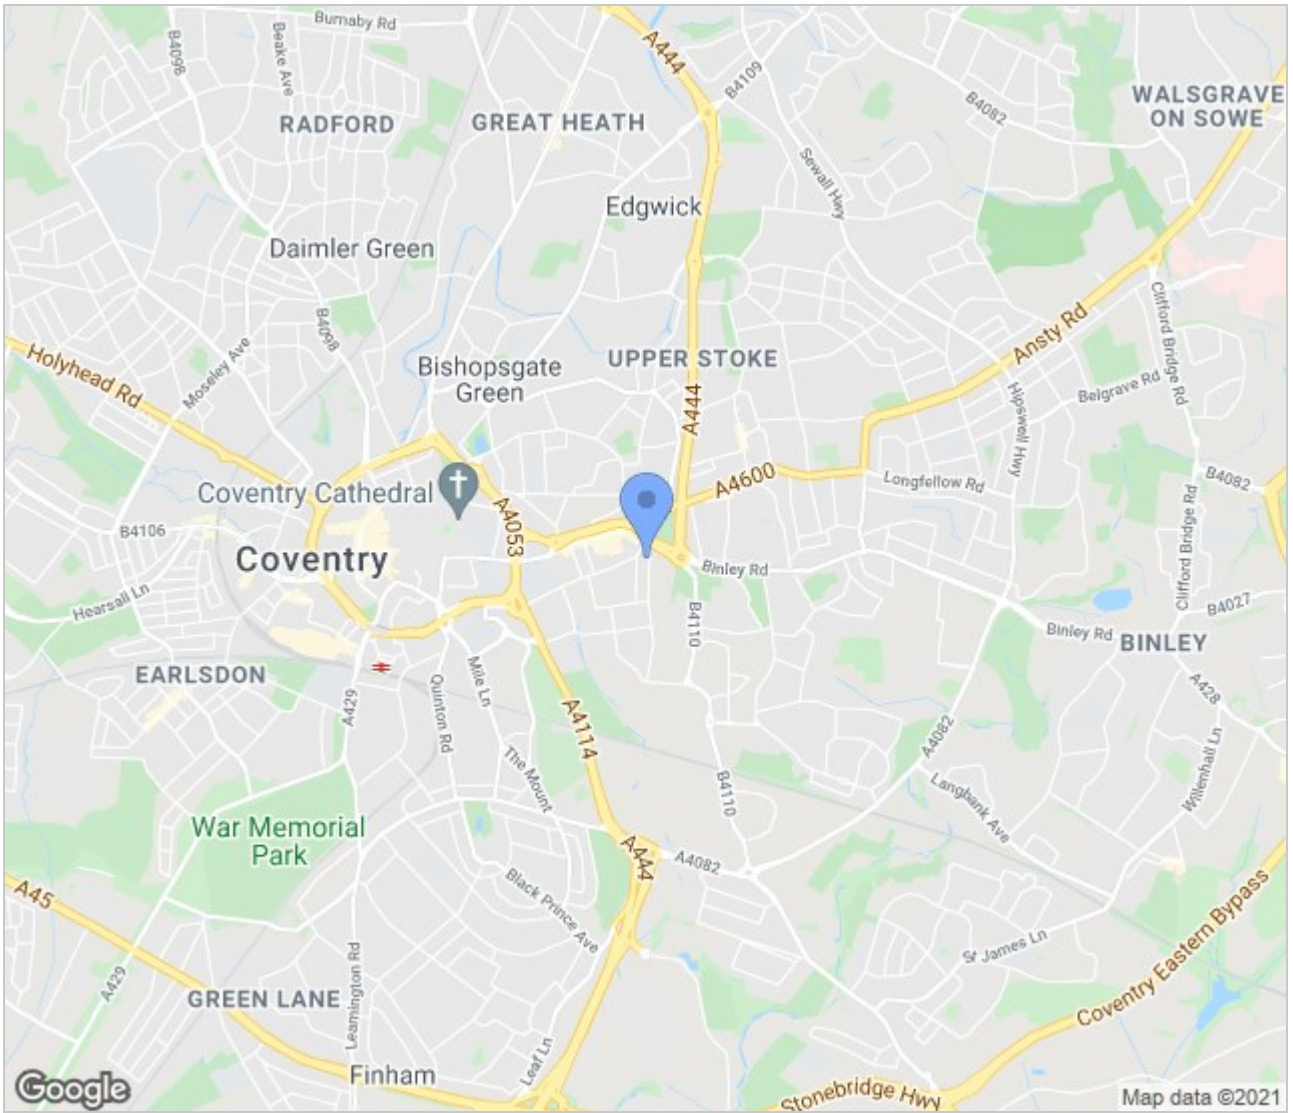 Burnaby Rd
B4098
Beake Ave
A444
B4109
B4082
WALSGRAVE
ON SOWE
RADFORD
GREAT HEATH
Sewall Hwy
Edgwick
Daimler Green
B4098
Clifford Bridge Rd
Ansty Rd
Holyhead Rd
Moseley Ave
Bishopsgate
Green
UPPER STOKE
A444
Hipswell Hwy
Belgrave Rd
Coventry Cathedral
A4600
Longfellow Rd
B4082
A4053
B4106
Coventry
Binley Rd
Clifford Bridge Rd
Hearsall Ln
B4027
B4110
Binley Rd
BINLEY
EARLSDON
Mile Ln
Quinton Rd
A429
A428
A4114
A4082
Willenhall Ln
The Mount
B4110
Langbank Ave
War Memorial
Park
A444
A4082
Black Prince Ave
A45
St James Ln
Coventry Eastern Bypass
A429
Leamington Rd
GREEN LANE
Leaf Ln
Finham
Stonebridge Hwy
Google
Map data ©2021